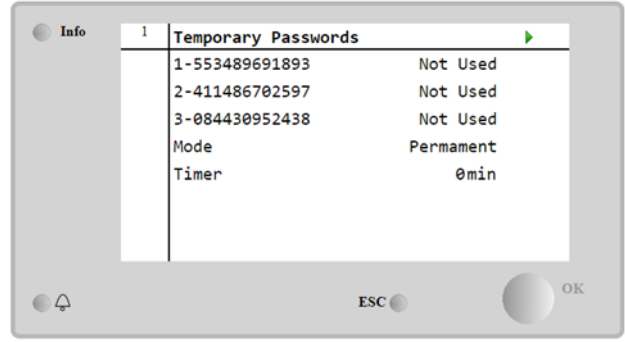 Info
1 Temporary Passwords
1-553489691893 Not Used
2-411486702597 Not Used
3-084430952438 Not Used
Mode Permament
Timer 0min
ESC
OK